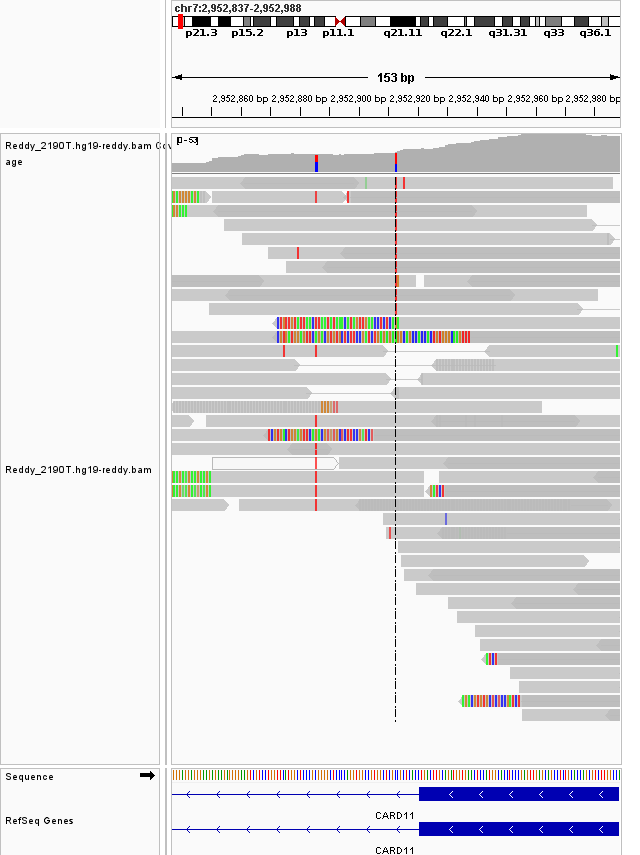 chr7:2,952,837-2,952,988
p21.3 p15.2 p13 p11.1 q21.11 q22.1 q31.31 q33 q36.1
153 bp
2,952,860 bp 2,952,880 bp 2,952,900 bp 2,952,920 bp 2,952,940 bp 2,952,960 bp 2,952,980 bp
Reddy_2190T.hg19-reddy.bam Cov
age
[0 - 53]
Reddy_2190T.hg19-reddy.bam
Sequence
CARD11
RefSeq Genes
CARD11